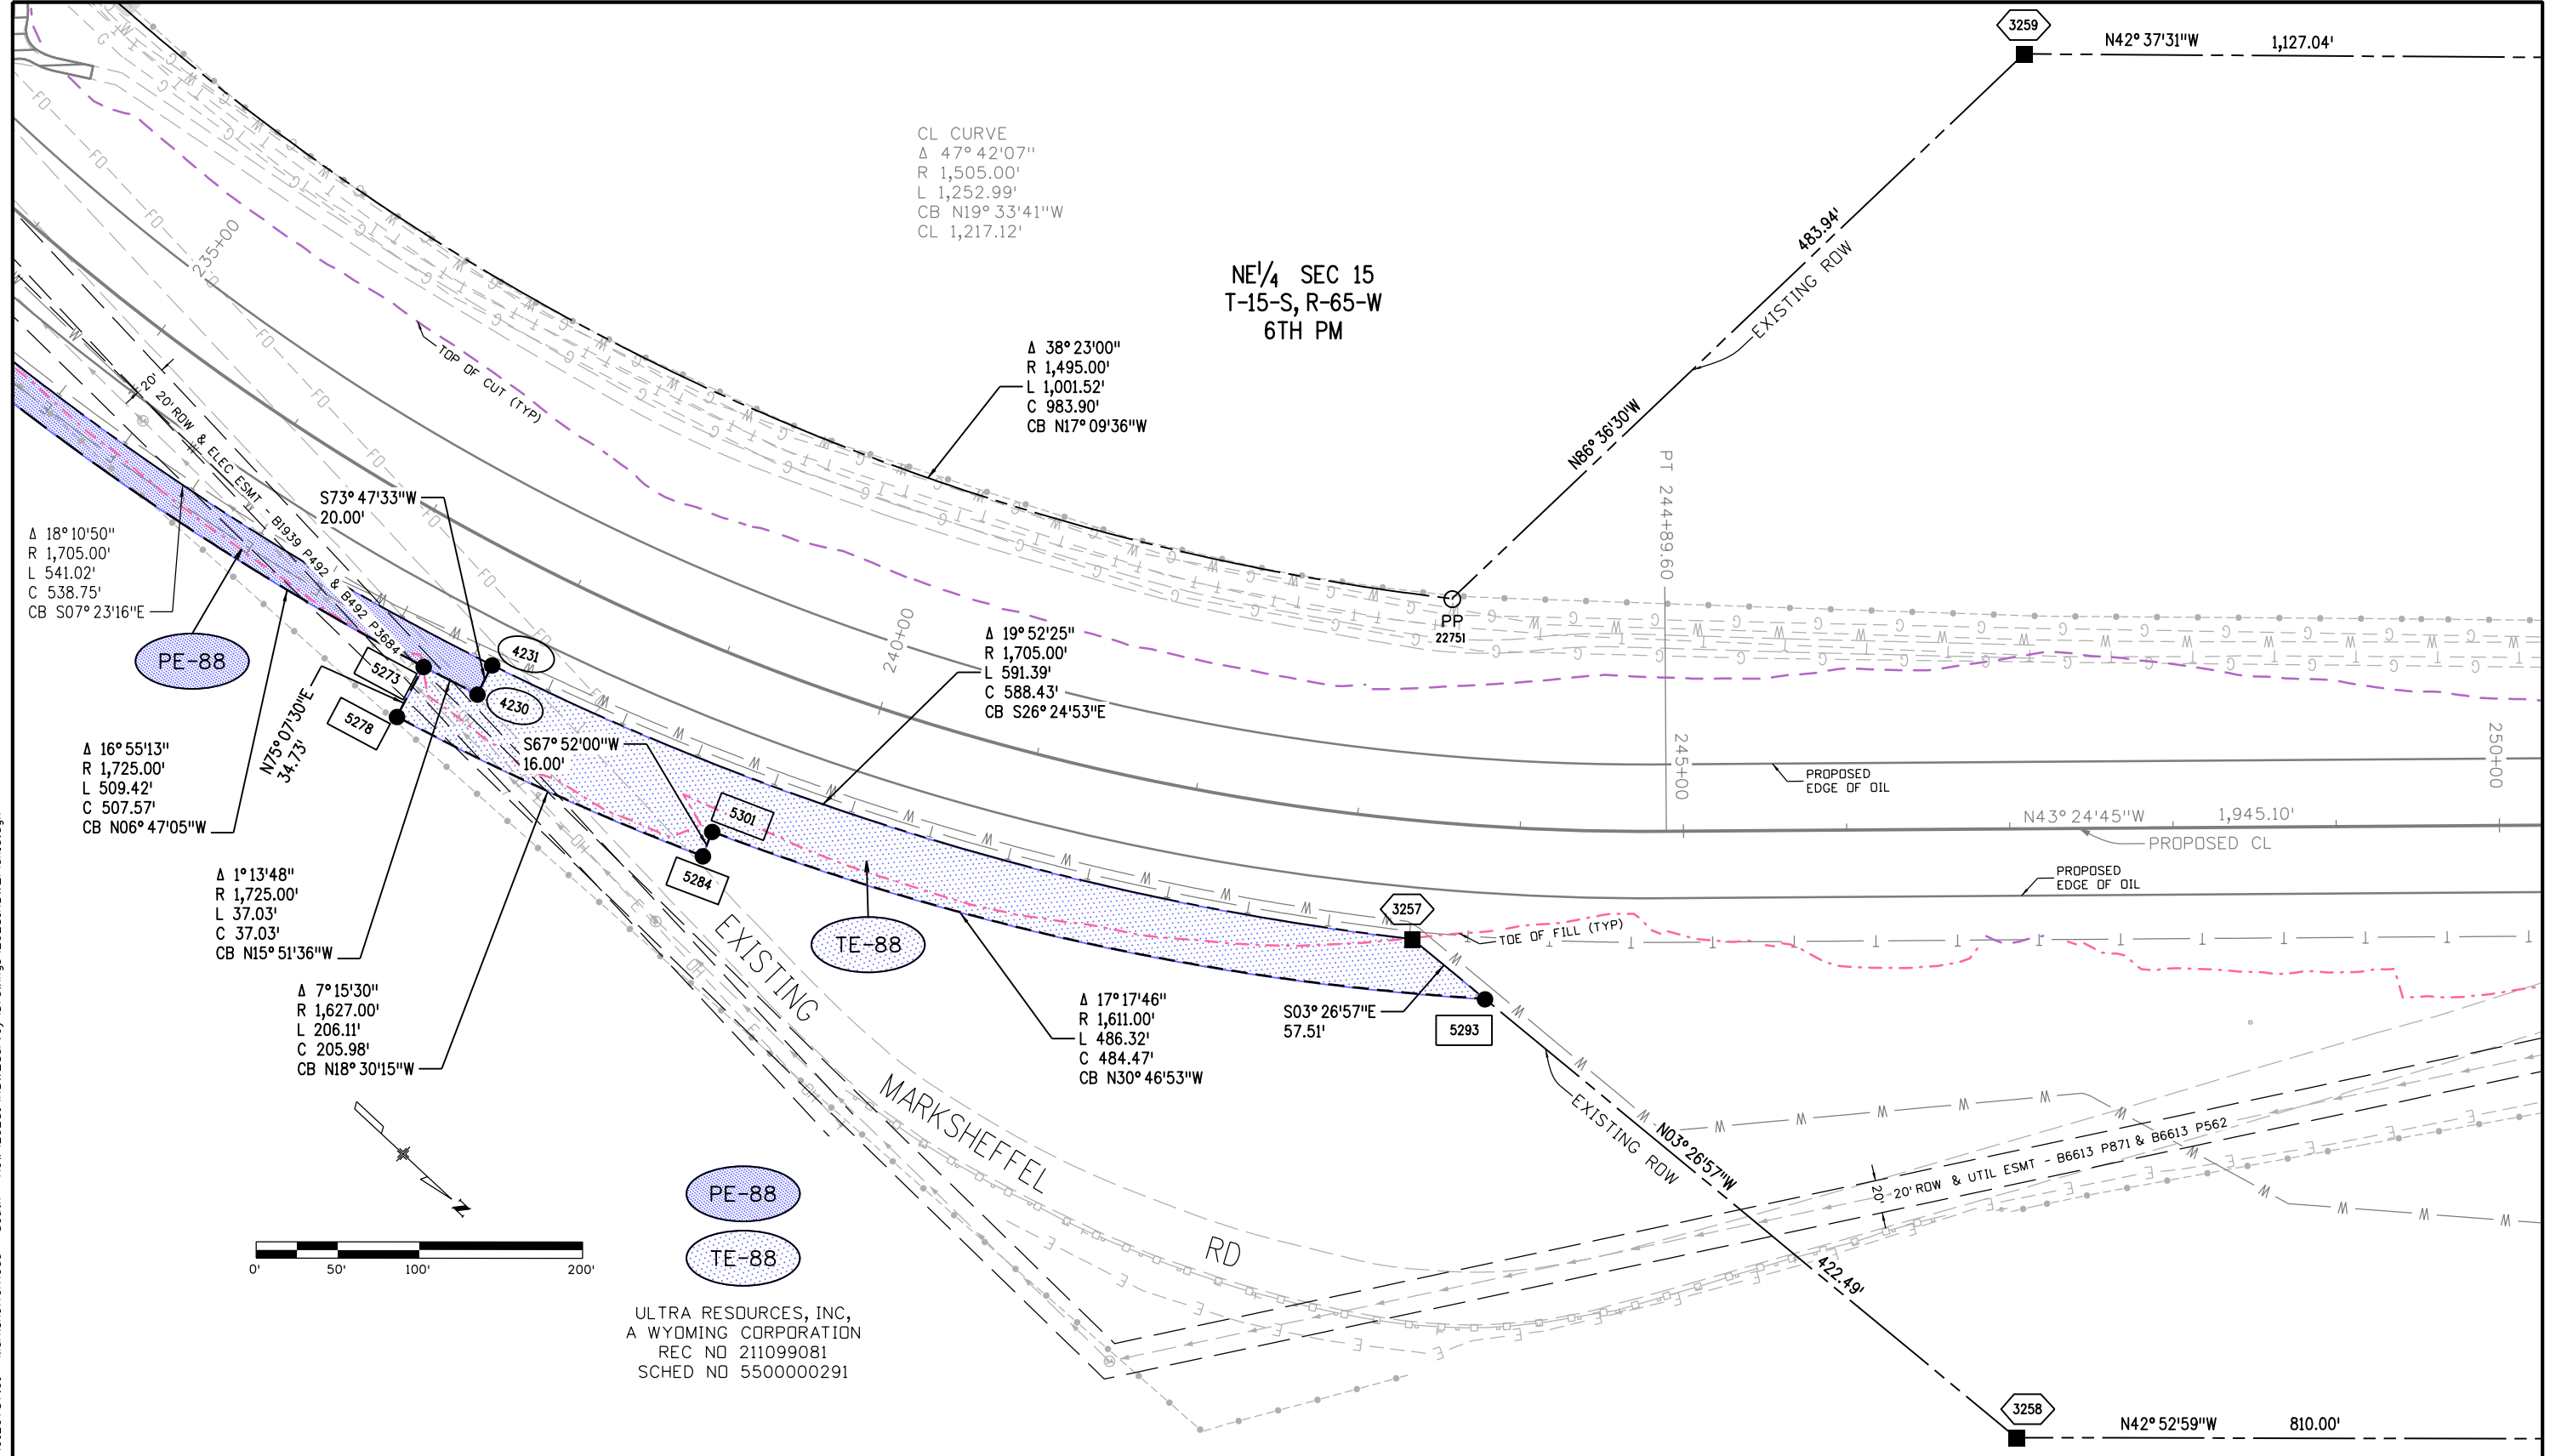 3259
N42°37'31"W 1,127.04'
CL CURVE
Δ 47°42'07"
R 1,505.00'
L 1,252.99'
CB N19°33'41"W
CL 1,217.12'
235+00
NE1/4 SEC 15
T-15-S, R-65-W
6TH PM
483.94'
EXISTING ROW
N86°36'30"W
TOP OF CUT (TYP)
Δ 38°23'00"
R 1,495.00'
L 1,001.52'
C 983.90'
CB N17°09'36"W
PT 244+89.60
20'
20' ROW & ELEC ESMT - B1939 P492 & B492 P3684
S73°47'33"W
20.00'
Δ 18°10'50"
R 1,705.00'
L 541.02'
C 538.75'
CB S07°23'16"E
PE-88
PP
22751
240+00
4231
5273
4230
5278
N75°07'30"E
34.73'
Δ 19°52'25"
R 1,705.00'
L 591.39'
C 588.43'
CB S26°24'53"E
S67°52'00"W
16.00'
Δ 16°55'13"
R 1,725.00'
L 509.42'
C 507.57'
CB N06°47'05"W
245+00
250+00
PROPOSED
EDGE OF OIL
N43°24'45"W 1,945.10'
PROPOSED CL
5301
5284
PROPOSED
EDGE OF OIL
Δ 1°13'48"
R 1,725.00'
L 37.03'
C 37.03'
CB N15°51'36"W
TE-88
3257
TOE OF FILL (TYP)
Δ 7°15'30"
R 1,627.00'
L 206.11'
C 205.98'
CB N18°30'15"W
Δ 17°17'46"
R 1,611.00'
L 486.32'
C 484.47'
CB N30°46'53"W
S03°26'57"E
57.51'
5293
EXISTING
MARKSHEFFEL
RD
EXISTING ROW
N03°26'57"W
422.49'
20'
20' ROW & UTIL ESMT - B6613 P871 & B6613 P562
N
0' 50' 100' 200'
PE-88
TE-88
ULTRA RESOURCES, INC,
A WYOMING CORPORATION
REC NO 211099081
SCHED NO 5500000291
3258
N42°52'59"W 810.00'